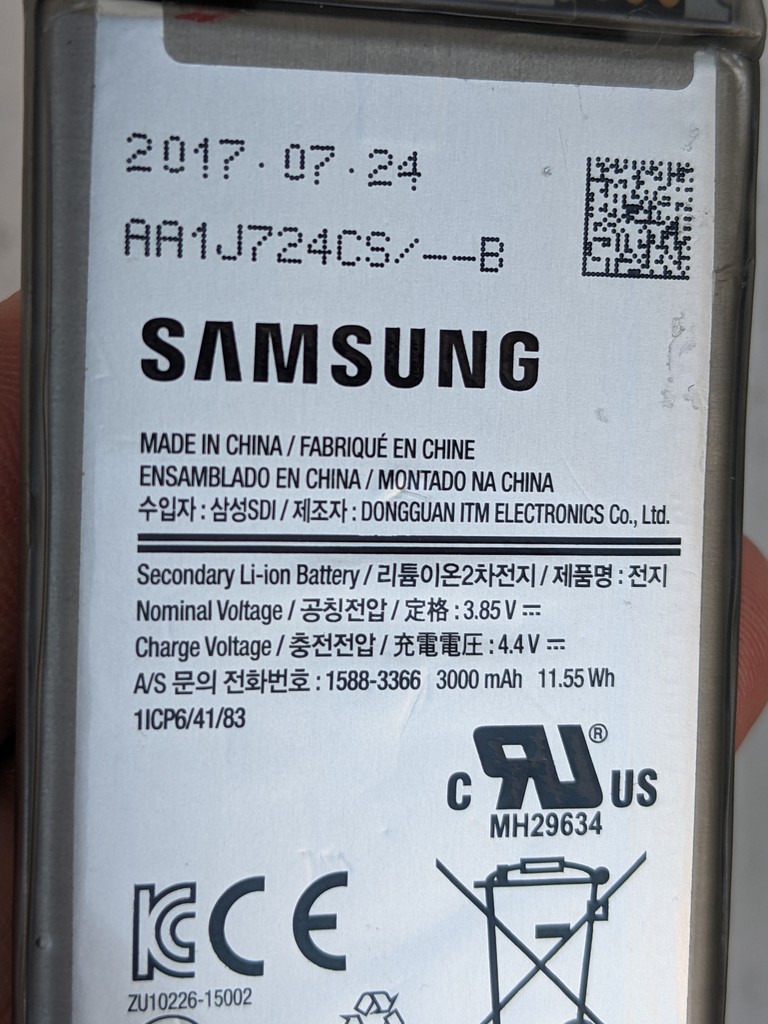 2017.07.24
AA1J724CS/--B
SAMSUNG
MADE IN CHINA / FABRIQUÉ EN CHINE
ENSAMBLADO EN CHINA / MONTADO NA CHINA
수입자 : 삼성SDI / 제조자 : DONGGUAN ITM ELECTRONICS Co., Ltd.
Secondary Li-ion Battery / 리튬이온2차전지 / 제품명 : 전지
Nominal Voltage / 공칭전압 / 定格 : 3.85 V ⎓
Charge Voltage / 충전전압 / 充電電圧 : 4.4 V ⎓
A/S 문의 전화번호 : 1588-3366 3000 mAh 11.55 Wh
1ICP6/41/83
C RU® US
MH29634
KC CE
ZU10226-15002